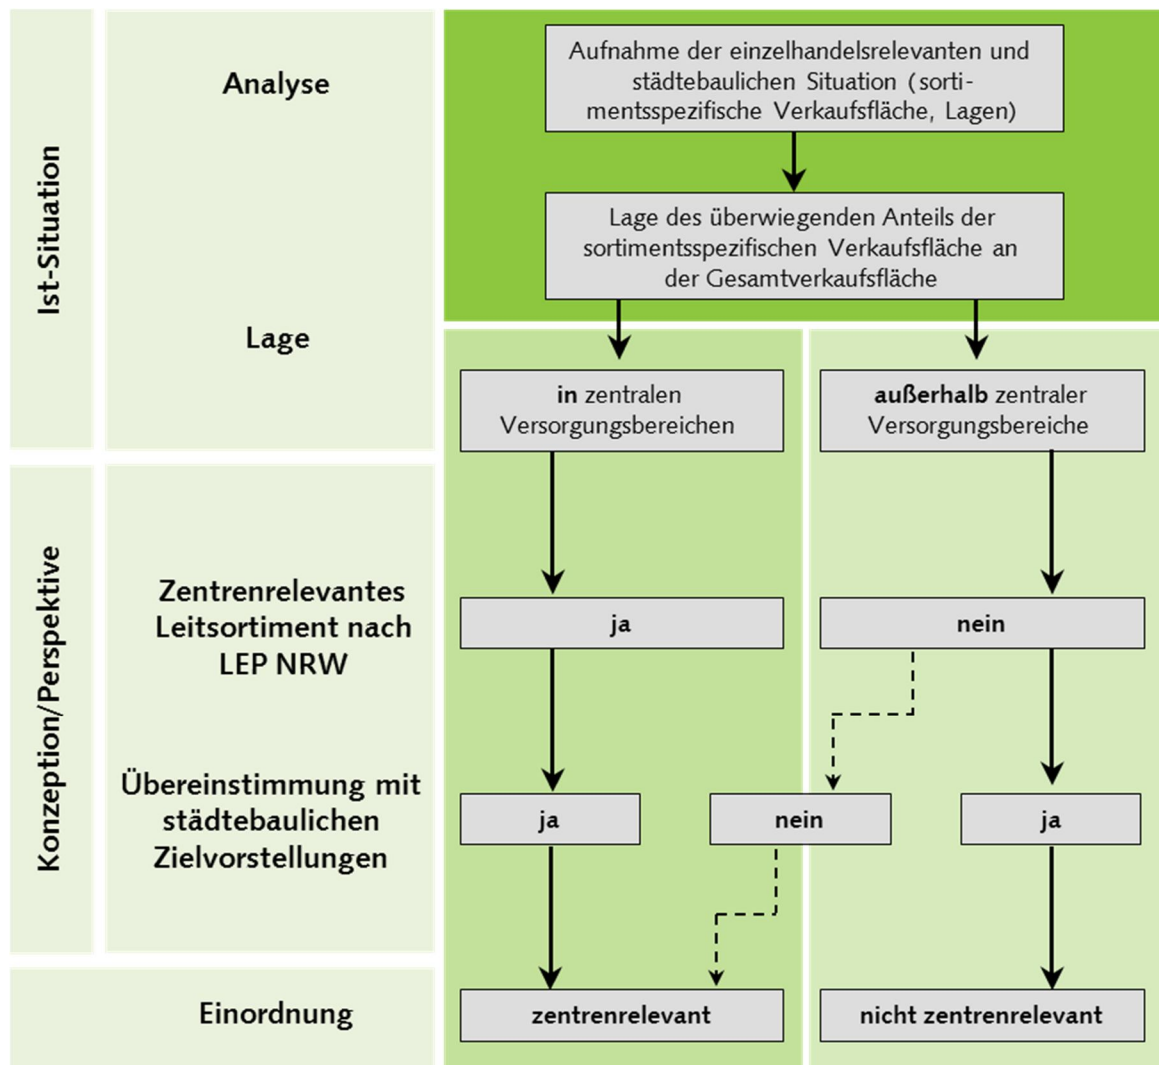 Ist-Situation
Analyse
Aufnahme der einzelhandelsrelevanten und
städtebaulichen Situation (sorti-
mentsspezifische Verkaufsfläche, Lagen)
Lage des überwiegenden Anteils der
sortimentsspezifischen Verkaufsfläche an
der Gesamtverkaufsfläche
Lage
in zentralen
Versorgungsbereichen
außerhalb zentraler
Versorgungsbereiche
Konzeption/Perspektive
Zentrenrelevantes
Leitsortiment nach
LEP NRW
ja
nein
Übereinstimmung mit
städtebaulichen
Zielvorstellungen
ja
nein
ja
Einordnung
zentrenrelevant
nicht zentrenrelevant